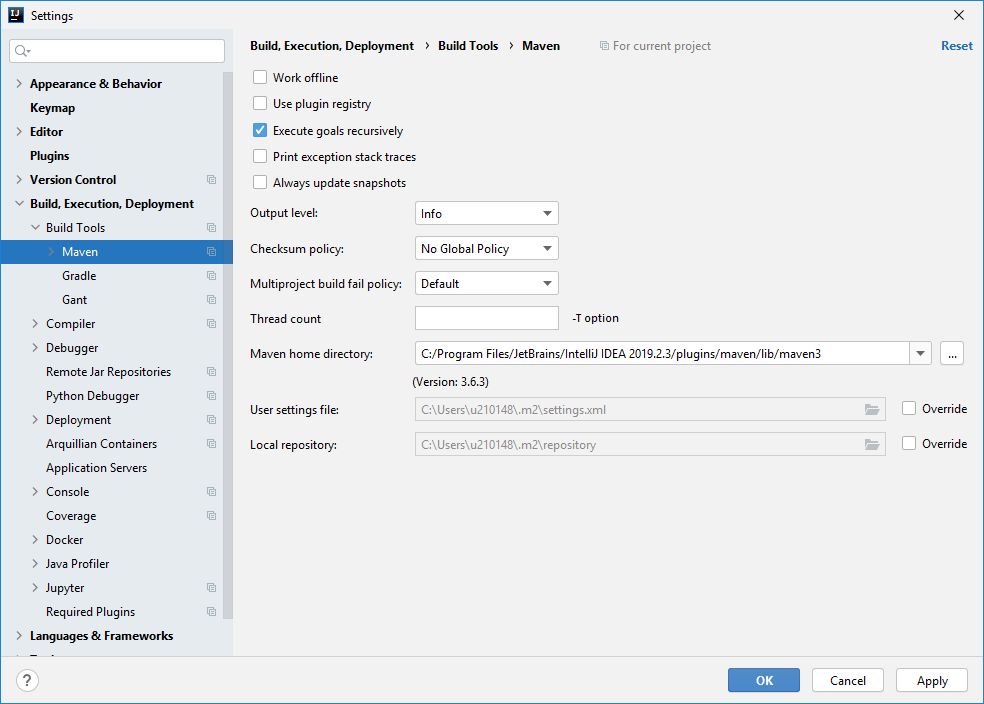 IJ Settings
Appearance & Behavior
Keymap
Editor
Plugins
Version Control
Build, Execution, Deployment
Build Tools
Maven
Gradle
Gant
Compiler
Debugger
Remote Jar Repositories
Python Debugger
Deployment
Arquillian Containers
Application Servers
Console
Coverage
Docker
Java Profiler
Jupyter
Required Plugins
Languages & Frameworks
Build, Execution, Deployment › Build Tools › Maven For current project Reset
Work offline
Use plugin registry
Execute goals recursively
Print exception stack traces
Always update snapshots
Output level: Info
Checksum policy: No Global Policy
Multiproject build fail policy: Default
Thread count -T option
Maven home directory: C:/Program Files/JetBrains/IntelliJ IDEA 2019.2.3/plugins/maven/lib/maven3 ...
(Version: 3.6.3)
User settings file: C:\Users\u210148\.m2\settings.xml Override
Local repository: C:\Users\u210148\.m2\repository Override
? OK Cancel Apply